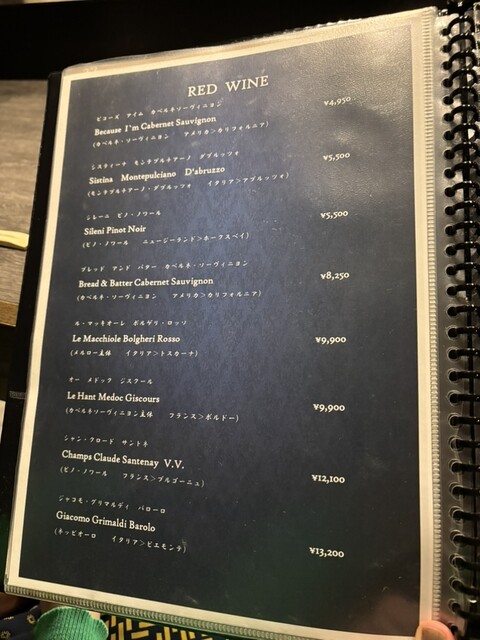 RED WINE
ビコーズ アイム カベルネソーヴィニヨン
Because I'm Cabernet Sauvignon ¥4,950
(カベルネ・ソーヴィニヨン アメリカ>カリフォルニア)
システィーナ モンテプルチアーノ ダブルッツォ
Sistina Montepulciano D'abruzzo ¥5,500
(モンテプルチアーノ・ダブルッツォ イタリア>アブルッツォ)
シレーニ ピノ・ノワール
Sileni Pinot Noir ¥5,500
(ピノ・ノワール ニュージーランド>ホークスベイ)
ブレッド アンド バター カベルネ・ソーヴィニヨン
Bread & Batter Cabernet Sauvignon ¥8,250
(カベルネ・ソーヴィニヨン アメリカ>カリフォルニア)
ル・マッキオーレ ボルゲリ・ロッソ
Le Macchiole Bolgheri Rosso ¥9,900
(メルロー主体 イタリア>トスカーナ)
オー メドック ジスクール
Le Hant Medoc Giscours ¥9,900
(カベルネソーヴィニヨン主体 フランス>ボルドー)
シャン・クロード サントネ
Champs Claude Santenay V.V. ¥12,100
(ピノ・ノワール フランス>ブルゴーニュ)
ジャコモ・グリマルディ バローロ
Giacomo Grimaldi Barolo ¥13,200
(ネッビオーロ イタリア>ピエモンテ)